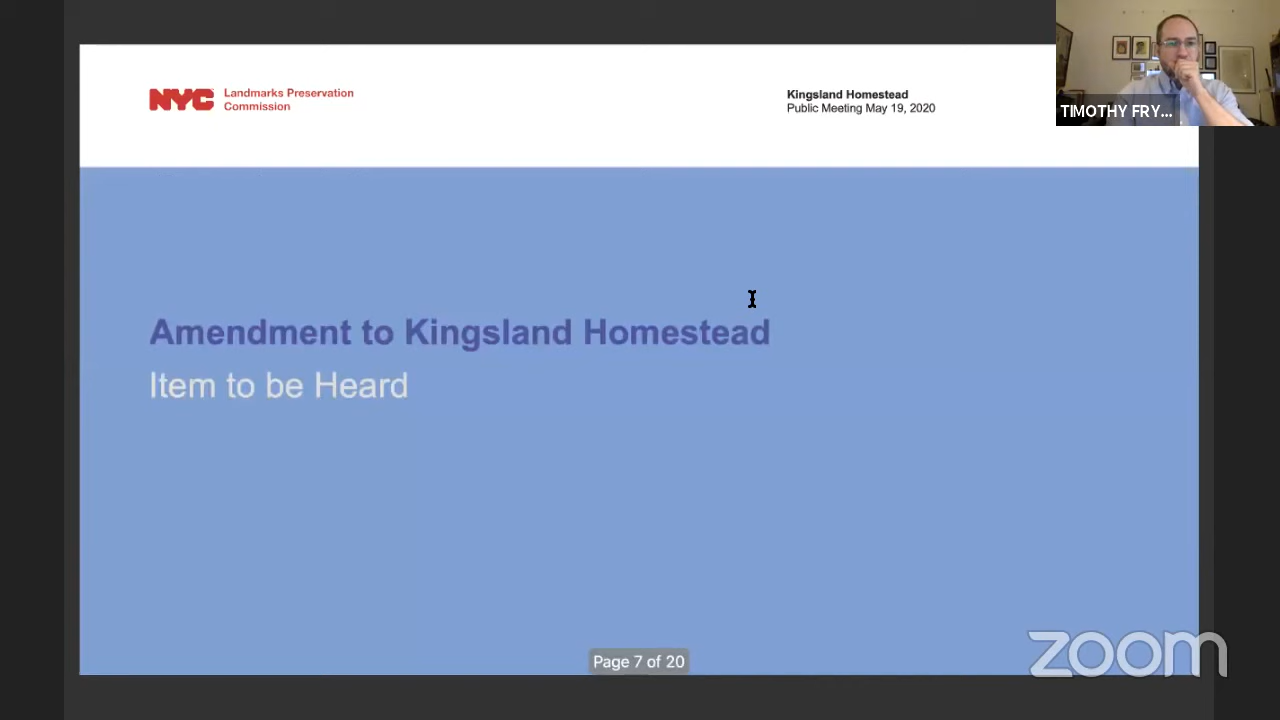 NYC Landmarks Preservation
Commission
Kingsland Homestead
Public Meeting May 19, 2020
TIMOTHY FRY...
Amendment to Kingsland Homestead
Item to be Heard
Page 7 of 20
zoom